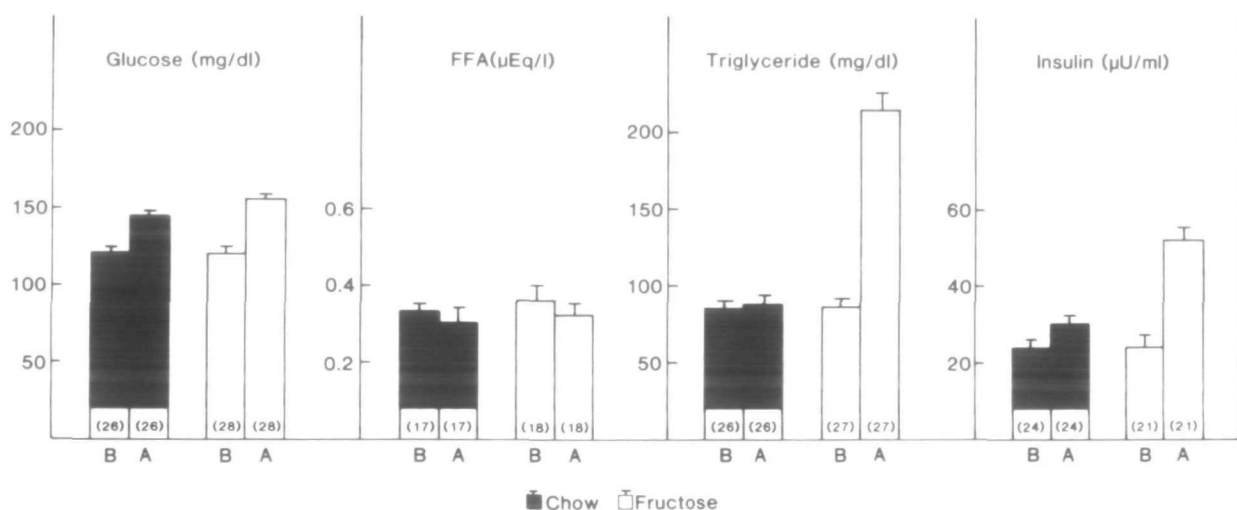 Glucose (mg/dl) FFA(µEq/l) Triglyceride (mg/dl) Insulin (µU/ml)
200 200
150 0.6 150 60
100 0.4 100 40
50 0.2 50 20
(26) (26) (28) (28) (17) (17) (18) (18) (26) (26) (27) (27) (24) (24) (21) (21)
B A B A B A B A B A B A B A B A
Chow Fructose